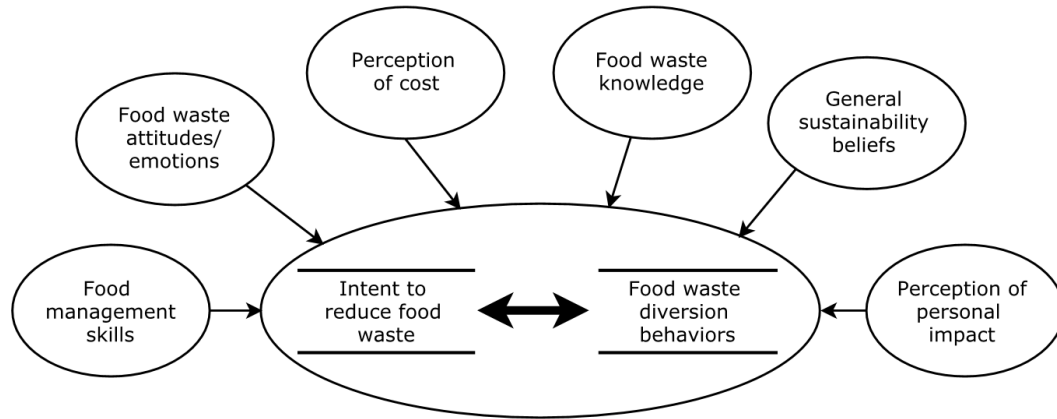 Perception
of cost
Food waste
knowledge
Food waste
attitudes/
emotions
General
sustainability
beliefs
Food
management
skills
Intent to
reduce food
waste
Food waste
diversion
behaviors
Perception of
personal
impact